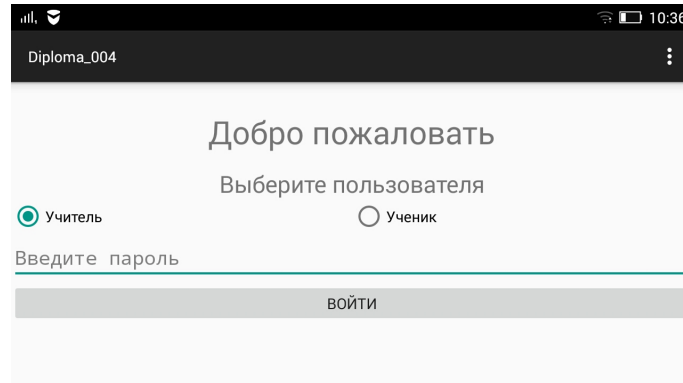 10:36
Diploma_004
Добро пожаловать
Выберите пользователя
Учитель Ученик
Введите пароль
ВОЙТИ